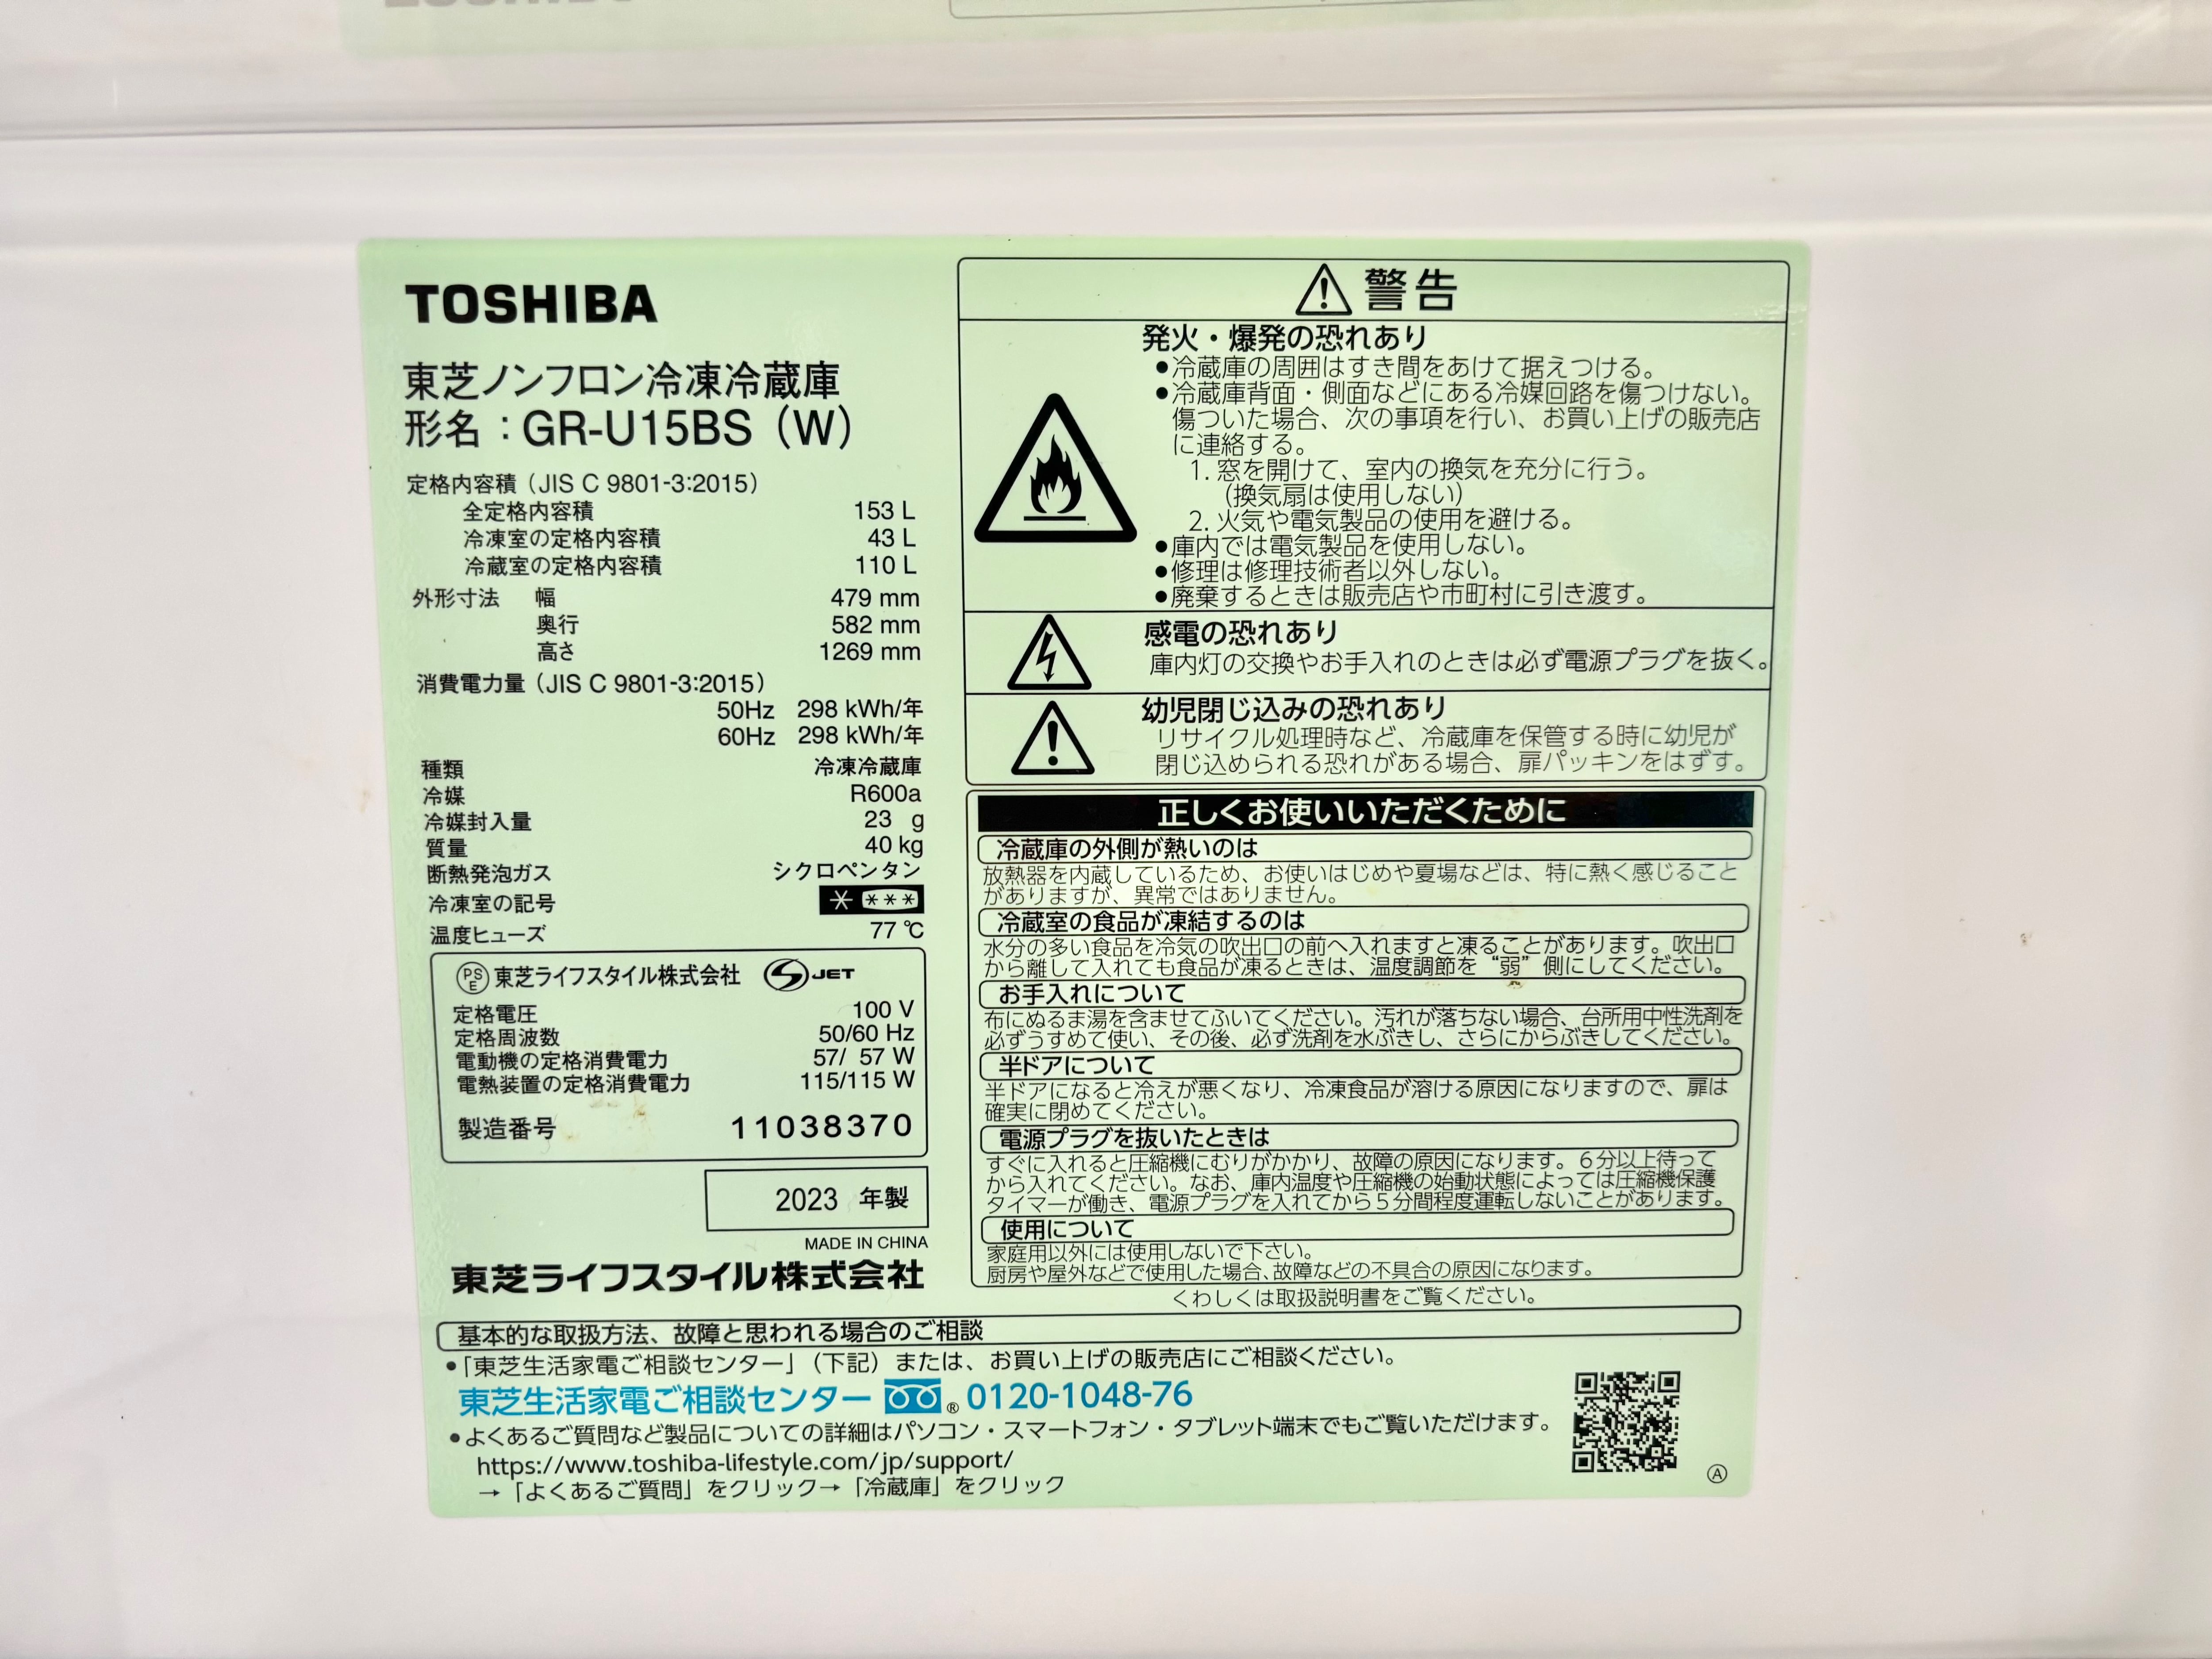 TOSHIBA
東芝ノンフロン冷凍冷蔵庫
形名：GR-U15BS（W）
定格内容積（JIS C 9801-3:2015）
全定格内容積 153 L
冷凍室の定格内容積 43 L
冷蔵室の定格内容積 110 L
外形寸法 幅 479 mm
奥行 582 mm
高さ 1269 mm
消費電力量（JIS C 9801-3:2015）
50Hz 298 kWh/年
60Hz 298 kWh/年
種類 冷凍冷蔵庫
冷媒 R600a
冷媒封入量 23 g
質量 40 kg
断熱発泡ガス シクロペンタン
冷凍室の記号 * ***
温度ヒューズ 77 ℃
PSE 東芝ライフスタイル株式会社 S JET
定格電圧 100 V
定格周波数 50/60 Hz
電動機の定格消費電力 57/ 57 W
電熱装置の定格消費電力 115/115 W
製造番号 11038370
2023 年製
MADE IN CHINA
東芝ライフスタイル株式会社
警告
発火・爆発の恐れあり
●冷蔵庫の周囲はすき間をあけて据えつける。
●冷蔵庫背面・側面などにある冷媒回路を傷つけない。
傷ついた場合、次の事項を行い、お買い上げの販売店
に連絡する。
1. 窓を開けて、室内の換気を充分に行う。
（換気扇は使用しない）
2. 火気や電気製品の使用を避ける。
●庫内では電気製品を使用しない。
●修理は修理技術者以外しない。
●廃棄するときは販売店や市町村に引き渡す。
感電の恐れあり
庫内灯の交換やお手入れのときは必ず電源プラグを抜く。
幼児閉じ込みの恐れあり
リサイクル処理時など、冷蔵庫を保管する時に幼児が
閉じ込められる恐れがある場合、扉パッキンをはずす。
正しくお使いいただくために
冷蔵庫の外側が熱いのは
放熱器を内蔵しているため、お使いはじめや夏場などは、特に熱く感じること
がありますが、異常ではありません。
冷蔵室の食品が凍結するのは
水分の多い食品を冷気の吹出口の前へ入れますと凍ることがあります。吹出口
から離して入れても食品が凍るときは、温度調節を“弱”側にしてください。
お手入れについて
布にぬるま湯を含ませてふいてください。汚れが落ちない場合、台所用中性洗剤を
必ずうすめて使い、その後、必ず洗剤を水ぶきし、さらにからぶきしてください。
半ドアについて
半ドアになると冷えが悪くなり、冷凍食品が溶ける原因になりますので、扉は
確実に閉めてください。
電源プラグを抜いたときは
すぐに入れると圧縮機にむりがかかり、故障の原因になります。6分以上待って
から入れてください。なお、庫内温度や圧縮機の始動状態によっては圧縮機保護
タイマーが働き、電源プラグを入れてから5分間程度運転しないことがあります。
使用について
家庭用以外には使用しないで下さい。
厨房や屋外などで使用した場合、故障などの不具合の原因になります。
くわしくは取扱説明書をご覧ください。
基本的な取扱方法、故障と思われる場合のご相談
●「東芝生活家電ご相談センター」（下記）または、お買い上げの販売店にご相談ください。
東芝生活家電ご相談センター ® 0120-1048-76
●よくあるご質問など製品についての詳細はパソコン・スマートフォン・タブレット端末でもご覧いただけます。
https://www.toshiba-lifestyle.com/jp/support/
→「よくあるご質問」をクリック→「冷蔵庫」をクリック
Ⓐ